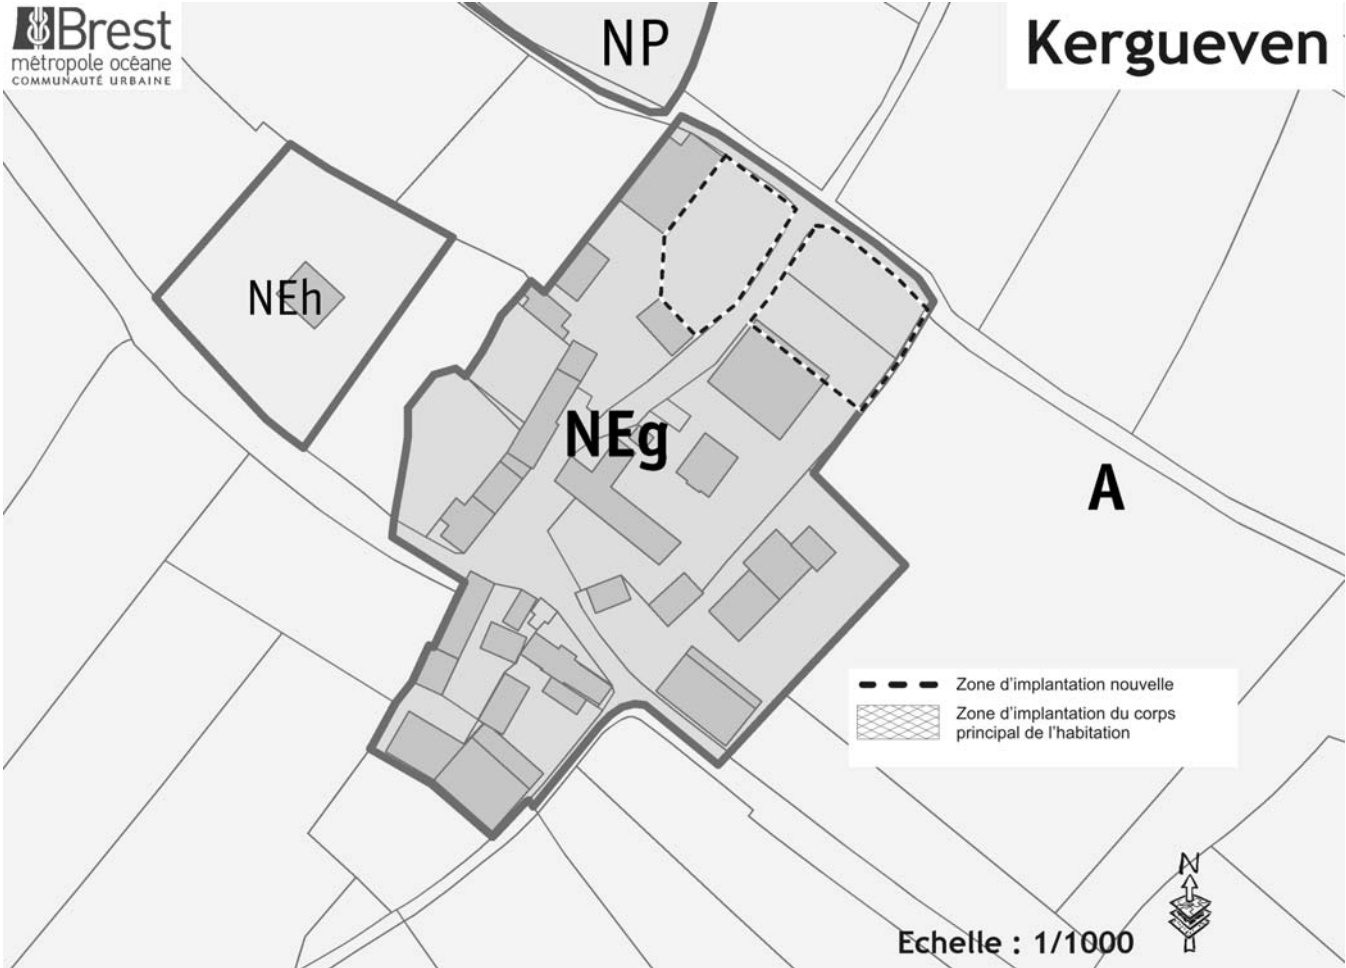 Brest
métropole océane
COMMUNAUTÉ URBAINE
NP
Kergueven
NEh
NEg
A
Zone d'implantation nouvelle
Zone d'implantation du corps
principal de l'habitation
N
Echelle : 1/1000